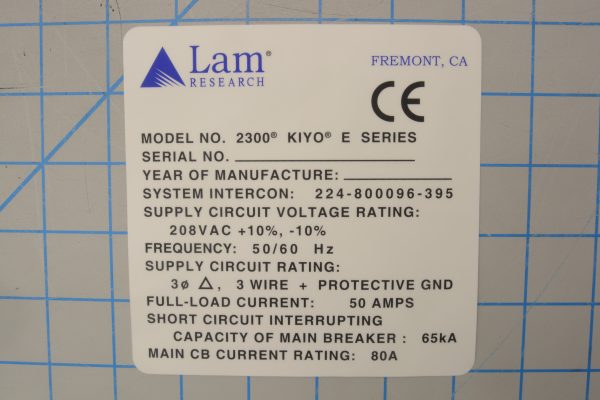 Lam®
RESEARCH
FREMONT, CA
CE
MODEL NO. 2300® KIYO® E SERIES
SERIAL NO.
YEAR OF MANUFACTURE:
SYSTEM INTERCON: 224-800096-395
SUPPLY CIRCUIT VOLTAGE RATING:
208VAC +10%, -10%
FREQUENCY: 50/60 Hz
SUPPLY CIRCUIT RATING:
3ø △, 3 WIRE + PROTECTIVE GND
FULL-LOAD CURRENT: 50 AMPS
SHORT CIRCUIT INTERRUPTING
CAPACITY OF MAIN BREAKER : 65kA
MAIN CB CURRENT RATING: 80A